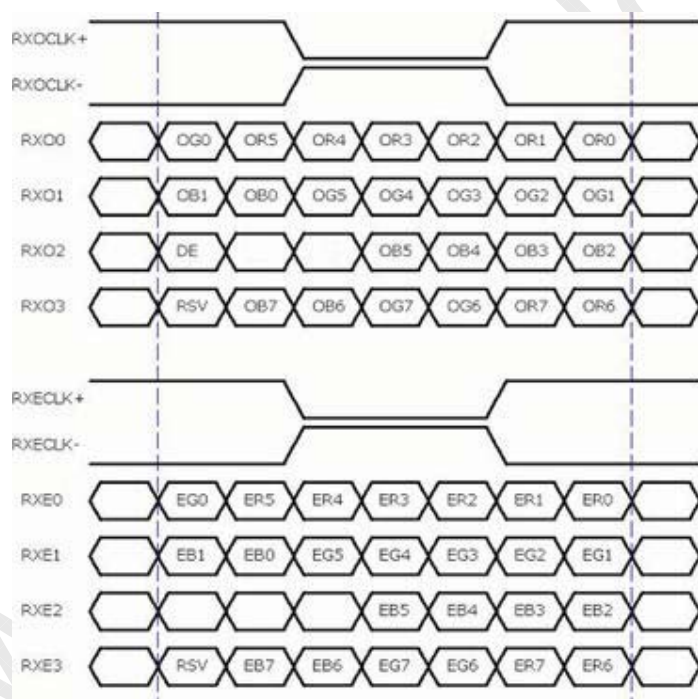 RXOCLK+
RXOCLK-
RXO0 OG0 OR5 OR4 OR3 OR2 OR1 OR0
RXO1 OB1 OB0 OG5 OG4 OG3 OG2 OG1
RXO2 DE OB5 OB4 OB3 OB2
RXO3 RSV OB7 OB6 OG7 OG6 OR7 OR6
RXECLK+
RXECLK-
RXE0 EG0 ER5 ER4 ER3 ER2 ER1 ER0
RXE1 EB1 EB0 EG5 EG4 EG3 EG2 EG1
RXE2 EB5 EB4 EB3 EB2
RXE3 RSV EB7 EB6 EG7 EG6 ER7 ER6